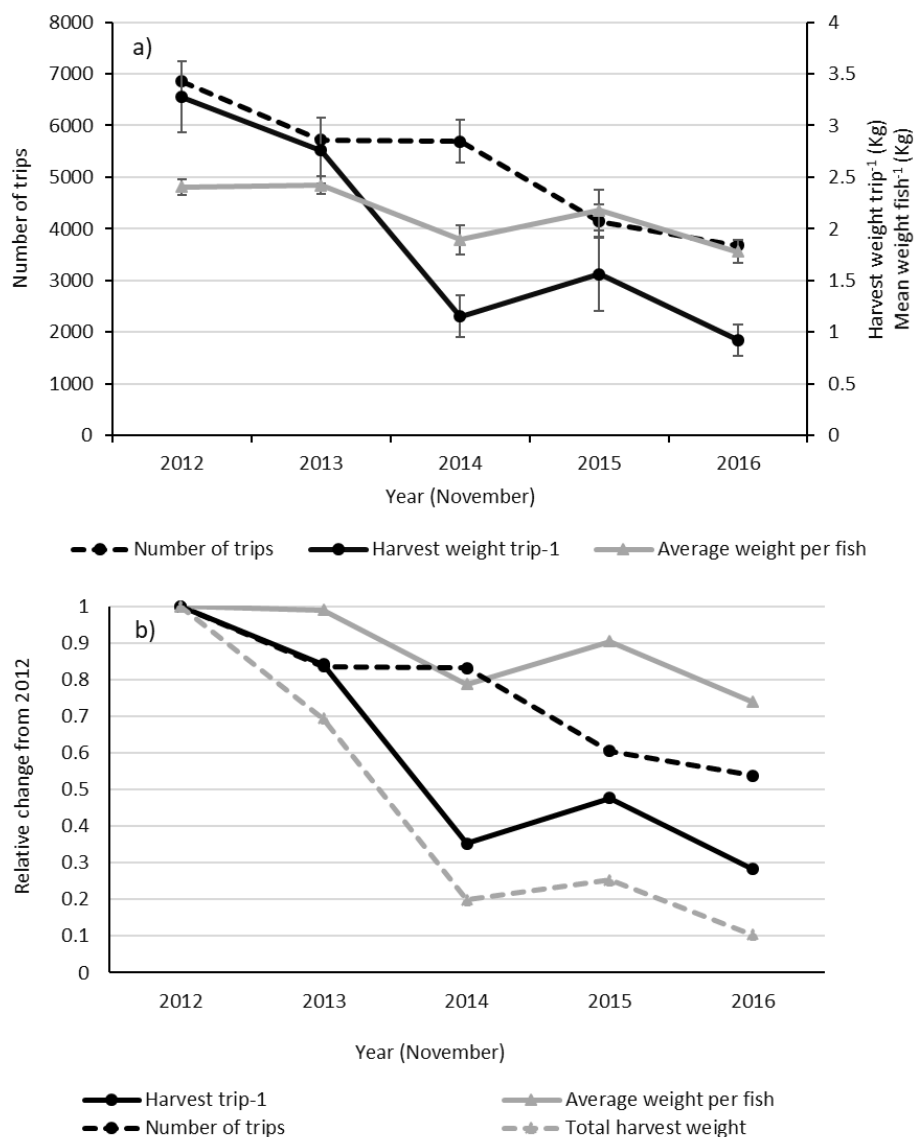 a)
8000
7000
6000
5000
4000
3000
2000
1000
0
Number of trips
4
3.5
3
2.5
2
1.5
1
0.5
0
Harvest weight trip⁻¹ (Kg)
Mean weight fish⁻¹ (Kg)
2012 2013 2014 2015 2016
Year (November)
Number of trips Harvest weight trip-1 Average weight per fish
b)
1
0.9
0.8
0.7
0.6
0.5
0.4
0.3
0.2
0.1
0
Relative change from 2012
2012 2013 2014 2015 2016
Year (November)
Harvest trip-1 Average weight per fish
Number of trips Total harvest weight